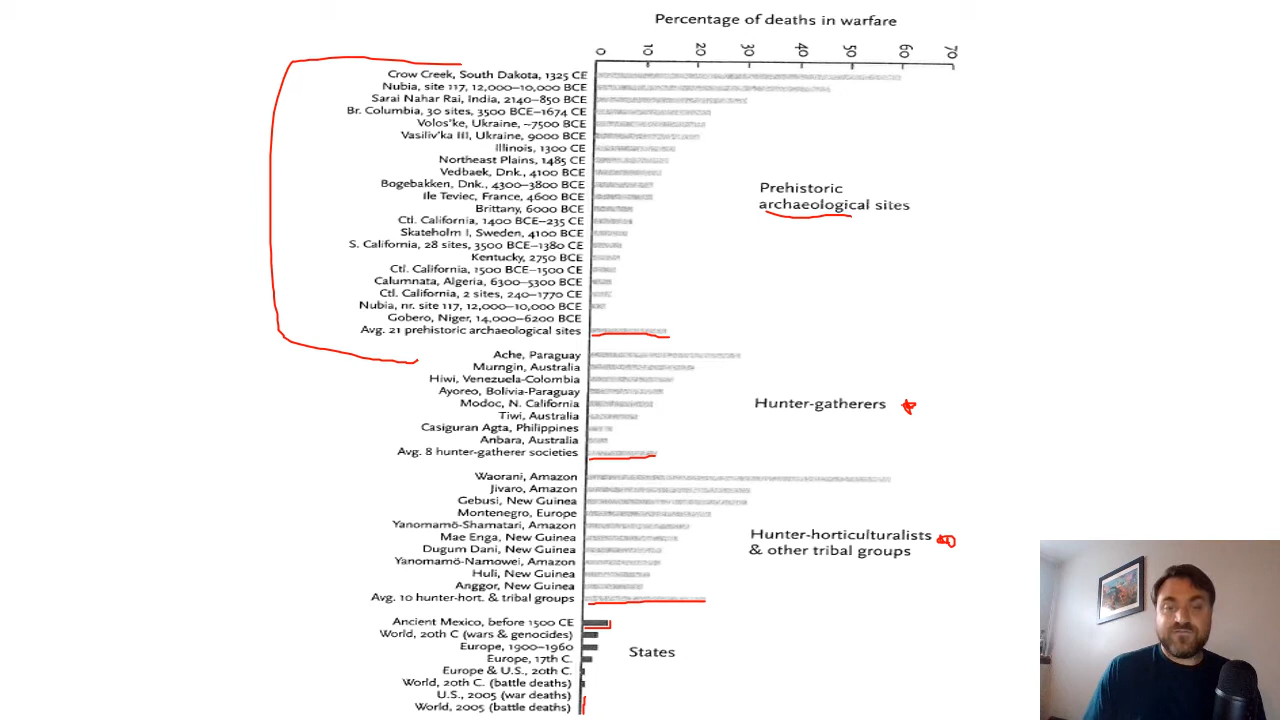 Percentage of deaths in warfare
0 10 20 30 40 50 60 70
Crow Creek, South Dakota, 1325 CE
Nubia, site 117, 12,000–10,000 BCE
Sarai Nahar Rai, India, 2140–850 BCE
Br. Columbia, 30 sites, 3500 BCE–1674 CE
Volos'ke, Ukraine, ~7500 BCE
Vasiliv'ka III, Ukraine, 9000 BCE
Illinois, 1300 CE
Northeast Plains, 1485 CE
Vedbaek, Dnk., 4100 BCE
Bogebakken, Dnk., 4300–3800 BCE
Ile Teviec, France, 4600 BCE
Brittany, 6000 BCE
Ctl. California, 1400 BCE–235 CE
Skateholm I, Sweden, 4100 BCE
S. California, 28 sites, 3500 BCE–1380 CE
Kentucky, 2750 BCE
Ctl. California, 1500 BCE–1500 CE
Calumnata, Algeria, 6300–5300 BCE
Ctl. California, 2 sites, 240–1770 CE
Nubia, nr. site 117, 12,000–10,000 BCE
Gobero, Niger, 14,000–6200 BCE
Avg. 21 prehistoric archaeological sites
Prehistoric
archaeological sites
Ache, Paraguay
Murngin, Australia
Hiwi, Venezuela-Colombia
Ayoreo, Bolivia-Paraguay
Modoc, N. California
Tiwi, Australia
Casiguran Agta, Philippines
Anbara, Australia
Avg. 8 hunter-gatherer societies
Hunter-gatherers
Waorani, Amazon
Jivaro, Amazon
Gebusi, New Guinea
Montenegro, Europe
Yanomamö-Shamatari, Amazon
Mae Enga, New Guinea
Dugum Dani, New Guinea
Yanomamö-Namowei, Amazon
Huli, New Guinea
Anggor, New Guinea
Avg. 10 hunter-hort. & tribal groups
Hunter-horticulturalists
& other tribal groups
Ancient Mexico, before 1500 CE
World, 20th C (wars & genocides)
Europe, 1900–1960
Europe, 17th C.
Europe & U.S., 20th C.
World, 20th C. (battle deaths)
U.S., 2005 (war deaths)
World, 2005 (battle deaths)
States